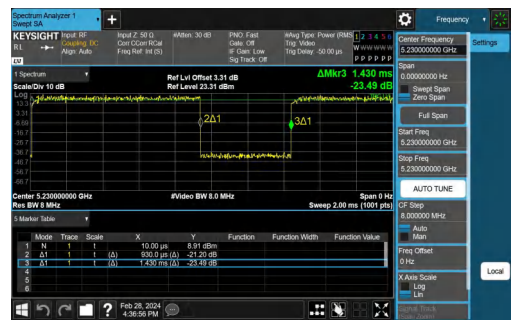 Spectrum Analyzer 1
Swept SA
+
Frequency
KEYSIGHT
RL
Input: RF
Coupling: DC
Align: Auto
Input Z: 50 Ω
Corr CCorr RCal
Freq Ref: Int (S)
#Atten: 30 dB
PNO: Fast
Gate: Off
IF Gain: Low
Sig Track: Off
#Avg Type: Power (RMS
Trig: Video
Trig Delay: -50.00 µs
1 2 3 4 5 6
W W W W W W
P P P P P P
LV
1 Spectrum
Scale/Div 10 dB
Log
Ref Lvl Offset 3.31 dB
Ref Level 23.31 dBm
ΔMkr3 1.430 ms
-23.49 dB
13.3
3.31
-6.69
-16.7
-26.7
-36.7
-46.7
-56.7
-66.7
2Δ1
3Δ1
Center 5.230000000 GHz
Res BW 8 MHz
#Video BW 8.0 MHz
Span 0 Hz
Sweep 2.00 ms (1001 pts)
5 Marker Table
Mode Trace Scale X Y Function Function Width Function Value
1 N 1 t 10.00 µs 8.91 dBm
2 Δ1 1 t (Δ) 930.0 µs (Δ) -21.20 dB
3 Δ1 1 t (Δ) 1.430 ms (Δ) -23.49 dB
4
5
6
Feb 28, 2024
4:36:56 PM
Center Frequency
5.230000000 GHz
Span
0.00000000 Hz
Swept Span
Zero Span
Full Span
Start Freq
5.230000000 GHz
Stop Freq
5.230000000 GHz
AUTO TUNE
CF Step
8.000000 MHz
Auto
Man
Freq Offset
0 Hz
X Axis Scale
Log
Lin
Signal Track
Settings
Local